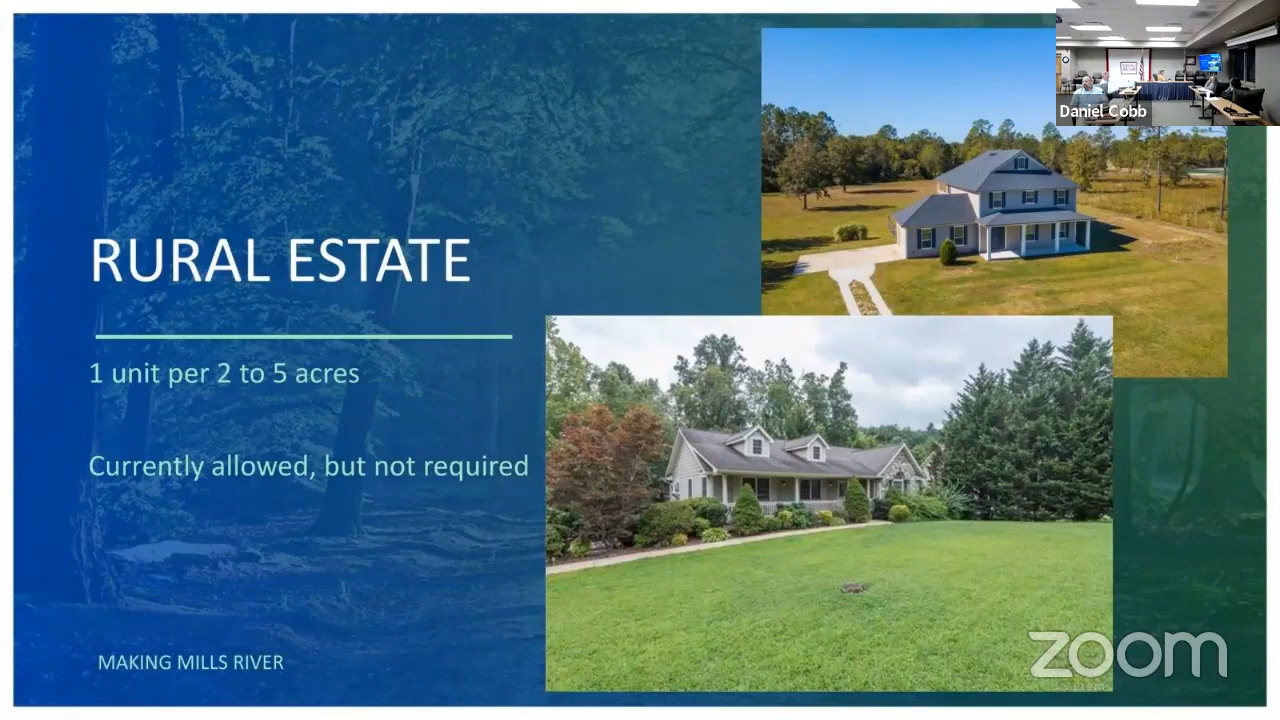 RURAL ESTATE
1 unit per 2 to 5 acres
Currently allowed, but not required
MAKING MILLS RIVER
Daniel Cobb
zoom